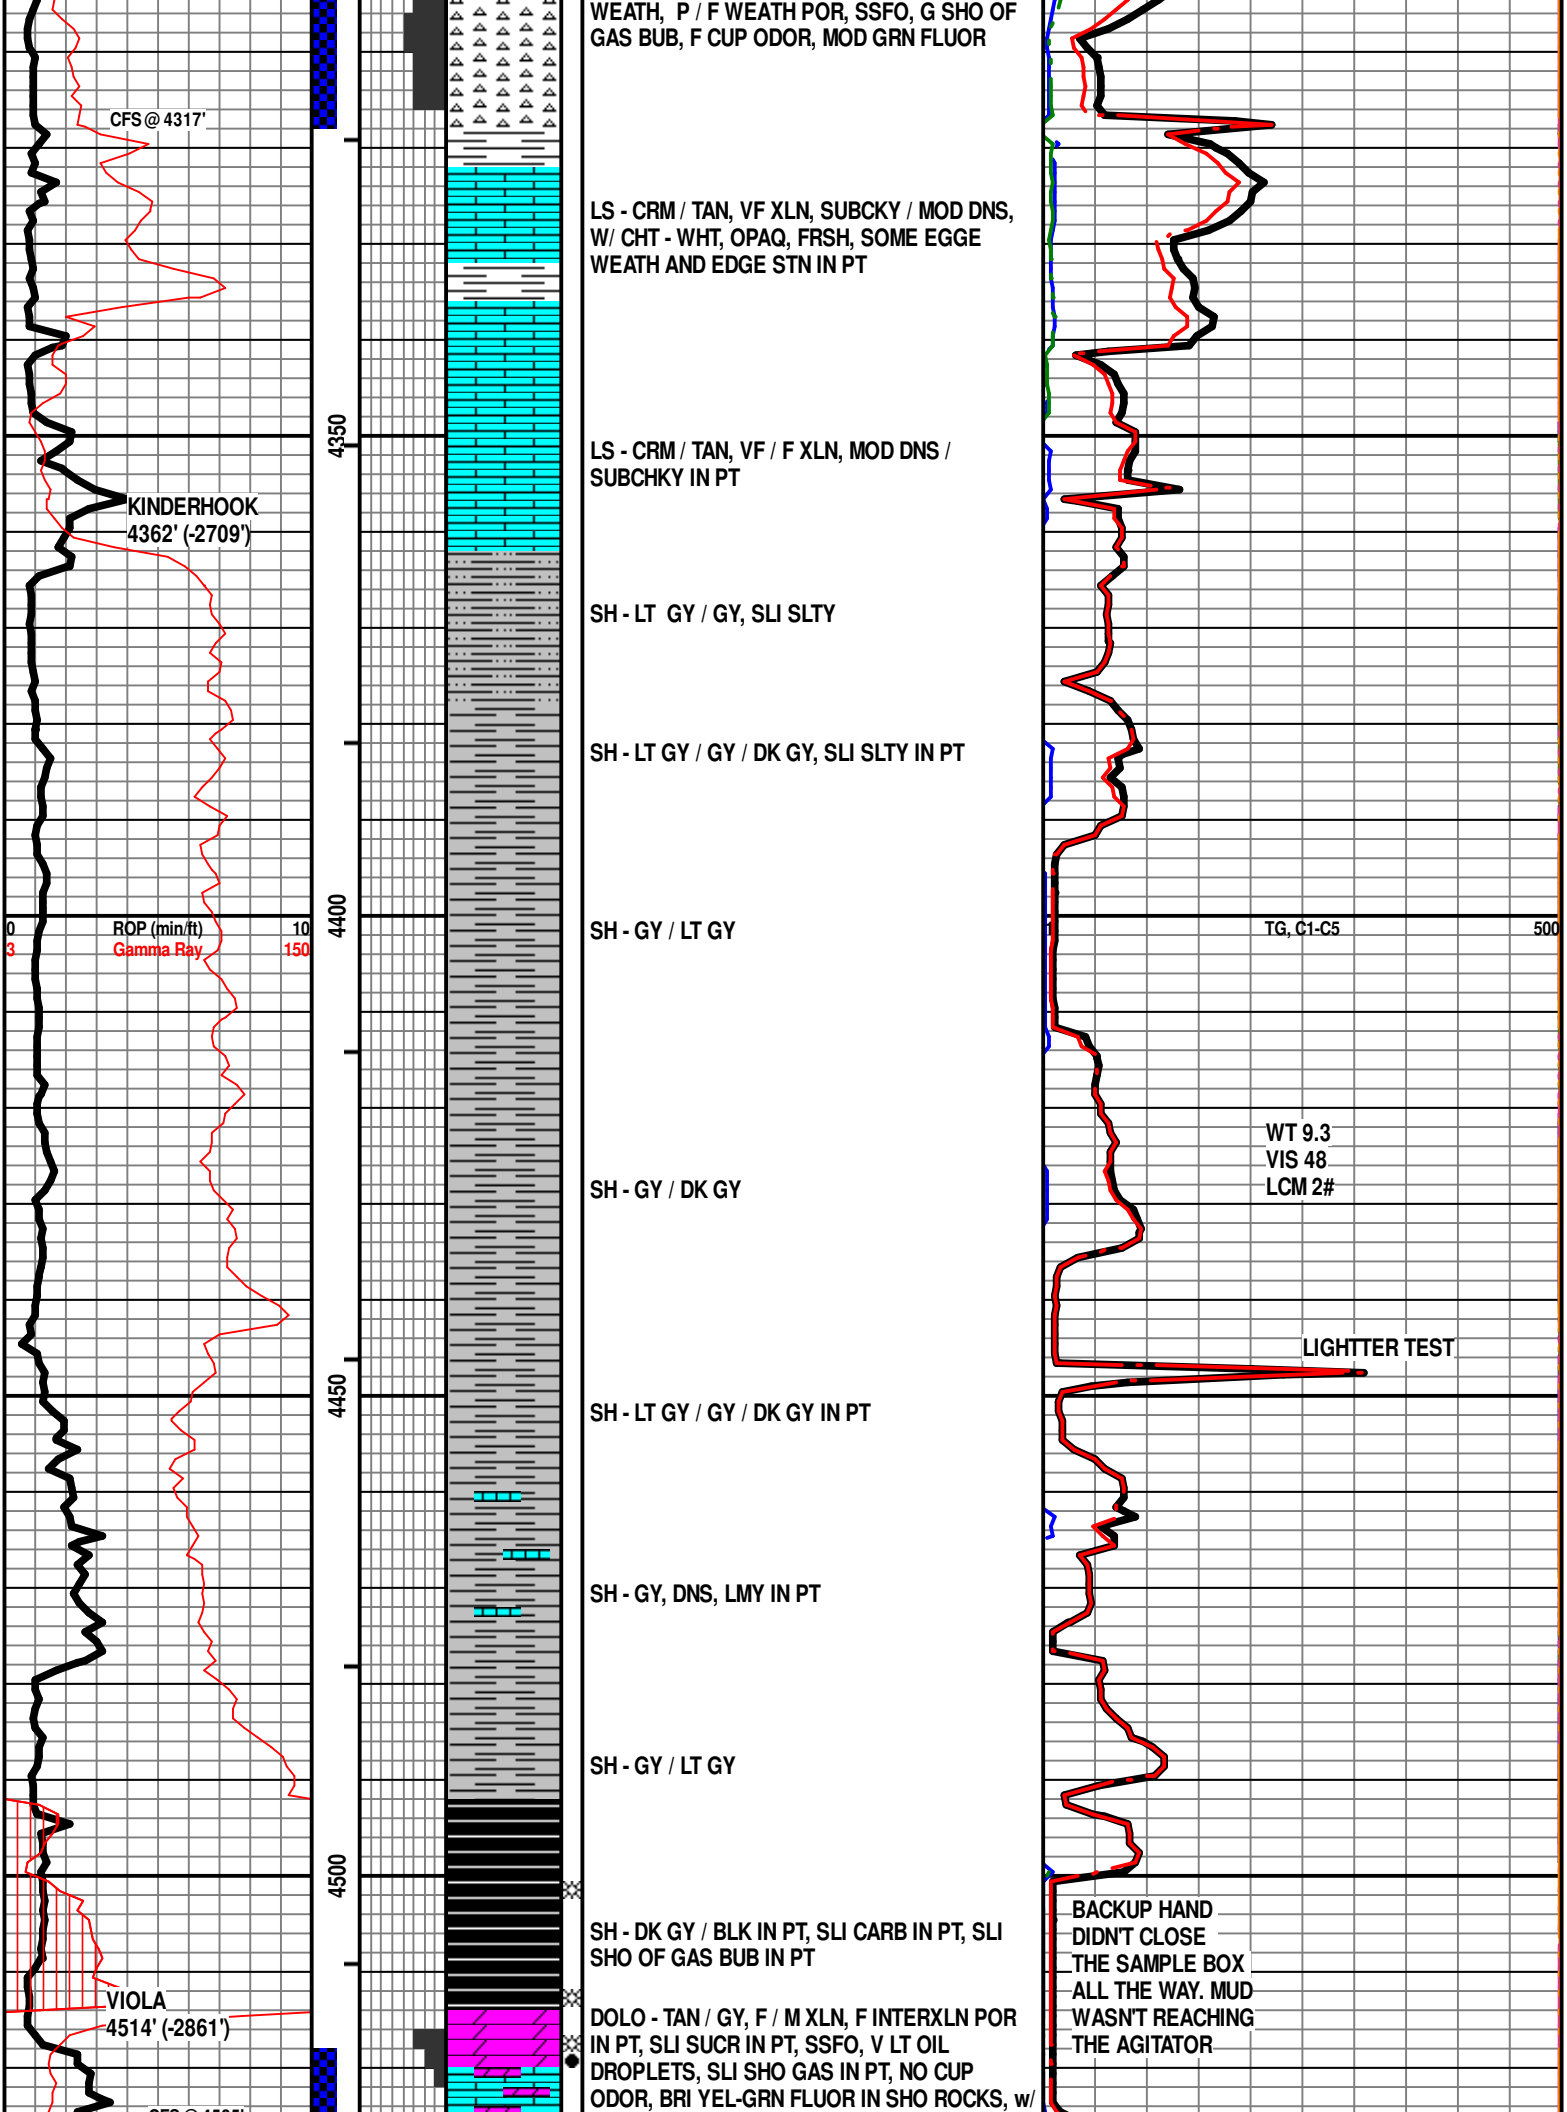 WEATH, P / F WEATH POR, SSFO, G SHO OF
GAS BUB, F CUP ODOR, MOD GRN FLUOR
CFS @ 4317'
LS - CRM / TAN, VF XLN, SUBCKY / MOD DNS,
W/ CHT - WHT, OPAQ, FRSH, SOME EGGE
WEATH AND EDGE STN IN PT
4350
LS - CRM / TAN, VF / F XLN, MOD DNS /
SUBCHKY IN PT
KINDERHOOK
4362' (-2709')
SH - LT GY / GY, SLI SLTY
SH - LT GY / GY / DK GY, SLI SLTY IN PT
4400
0 ROP (min/ft) 10
3 Gamma Ray 150
SH - GY / LT GY
TG, C1-C5 500
WT 9.3
VIS 48
LCM 2#
SH - GY / DK GY
LIGHTTER TEST
4450
SH - LT GY / GY / DK GY IN PT
SH - GY, DNS, LMY IN PT
SH - GY / LT GY
4500
SH - DK GY / BLK IN PT, SLI CARB IN PT, SLI
SHO OF GAS BUB IN PT
BACKUP HAND
DIDN'T CLOSE
THE SAMPLE BOX
ALL THE WAY. MUD
WASN'T REACHING
THE AGITATOR
VIOLA
4514' (-2861')
DOLO - TAN / GY, F / M XLN, F INTERXLN POR
IN PT, SLI SUCR IN PT, SSFO, V LT OIL
DROPLETS, SLI SHO GAS IN PT, NO CUP
ODOR, BRI YEL-GRN FLUOR IN SHO ROCKS, w/